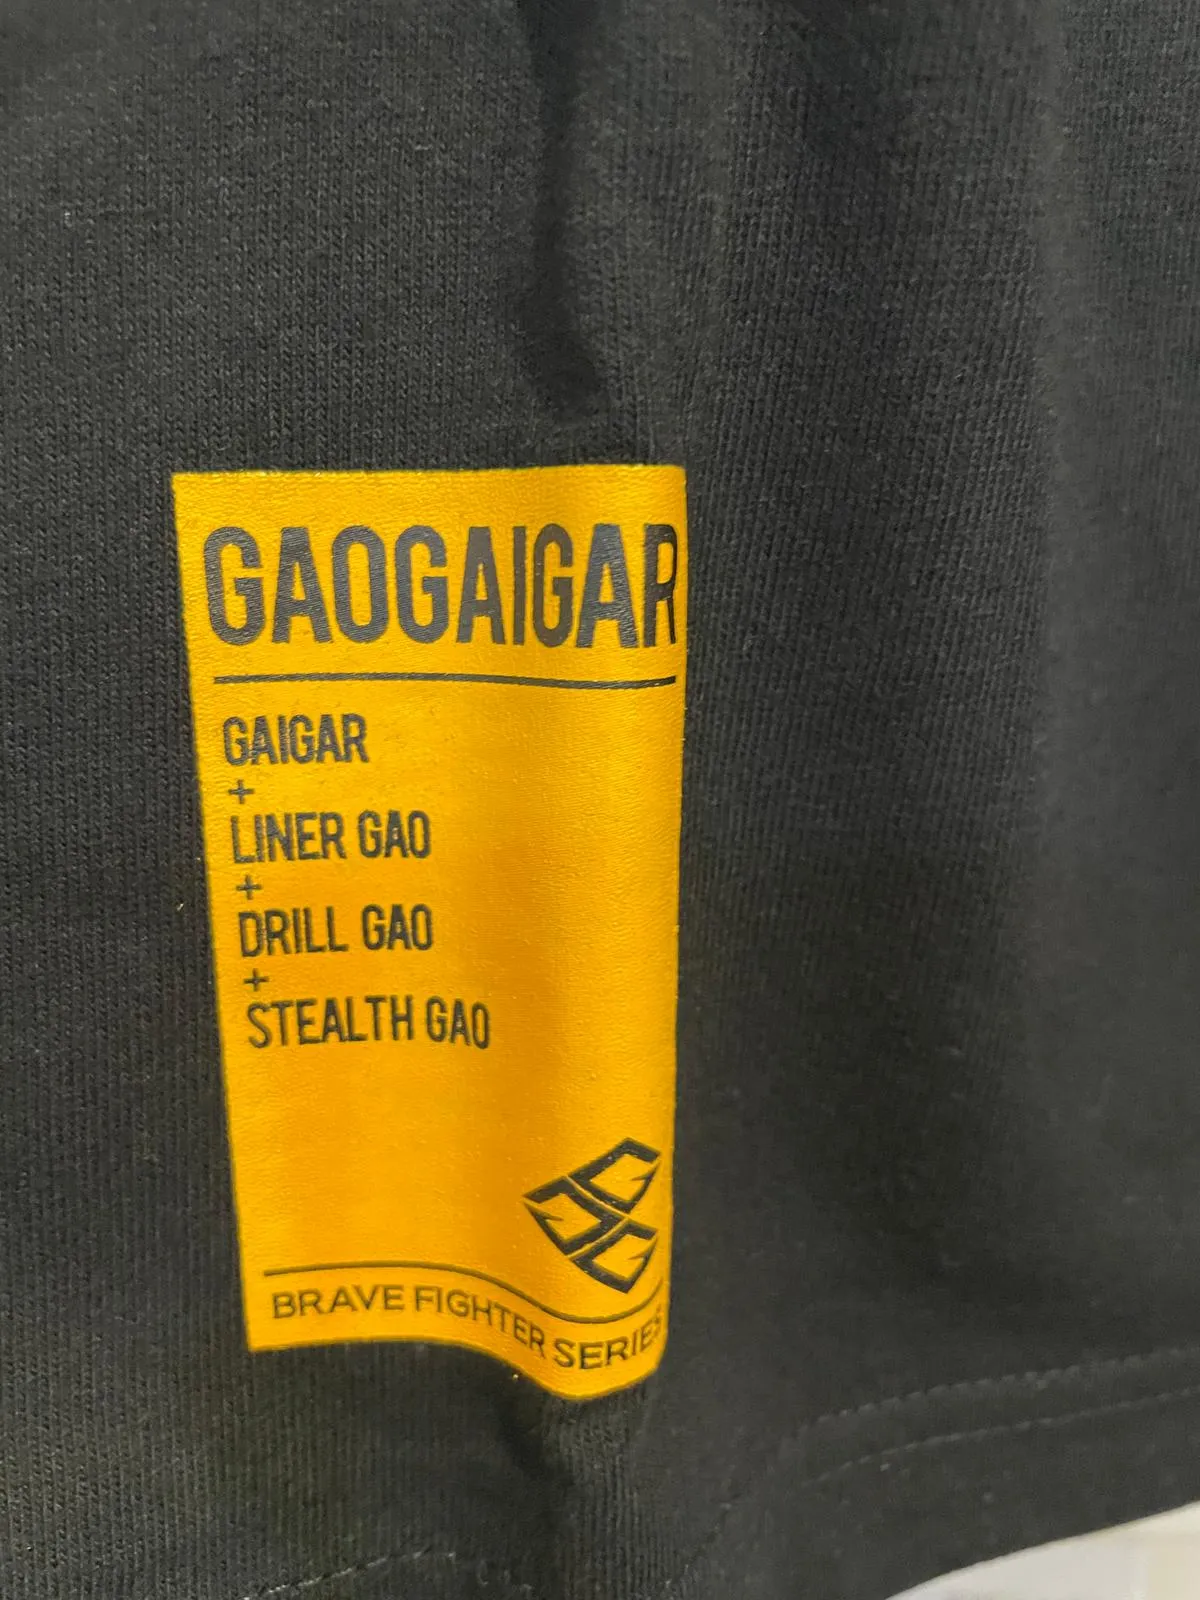 GAOGAIGAR
GAIGAR
+
LINER GAO
+
DRILL GAO
+
STEALTH GAO
BRAVE FIGHTER SERIES